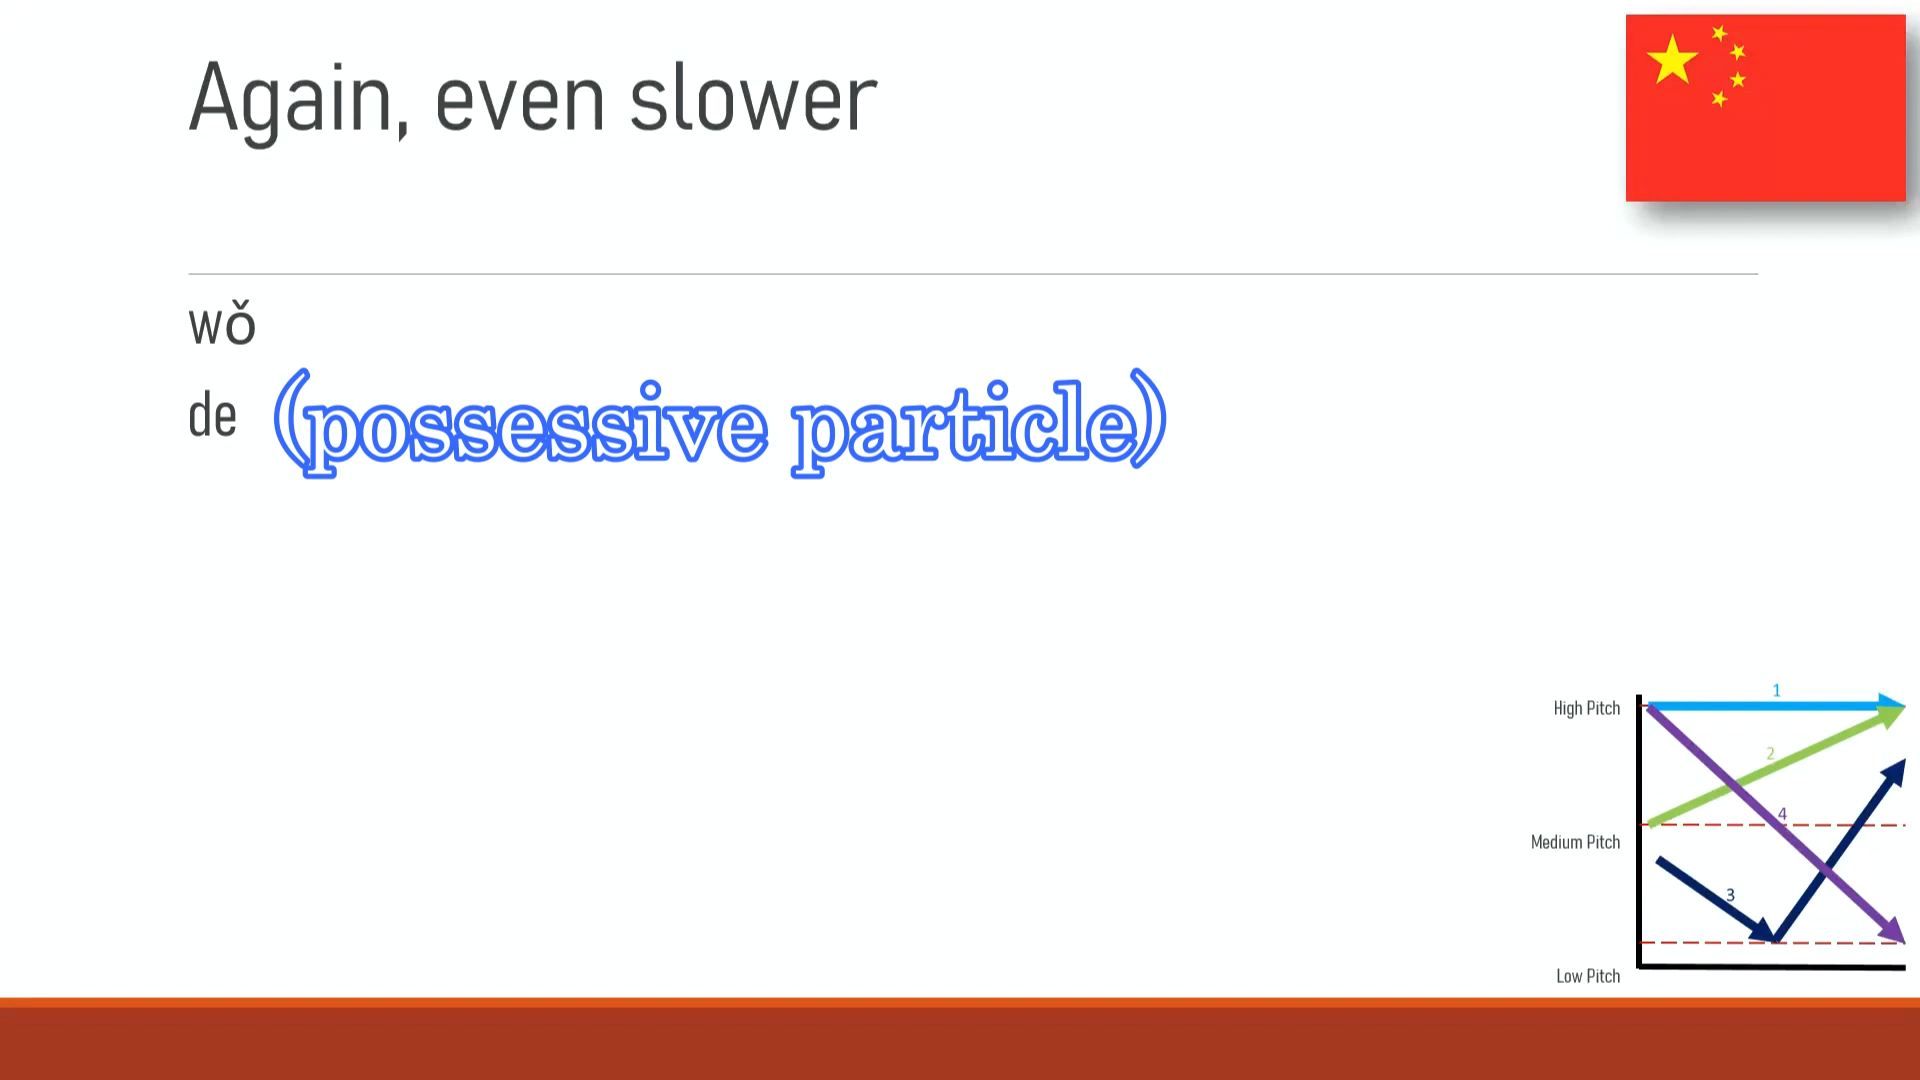 Again, even slower
wǒ
de (possessive particle)
1
High Pitch
2
4
Medium Pitch
3
Low Pitch